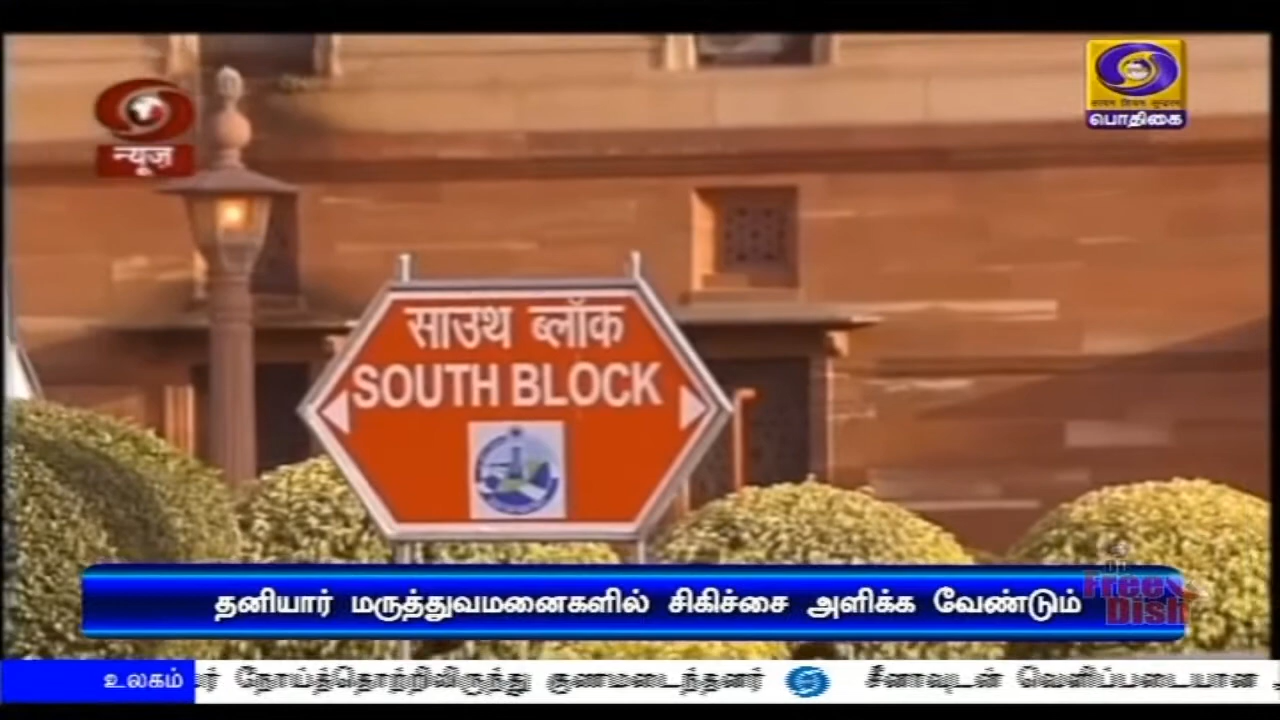 न्यूज़
பொதிகை
साउथ ब्लॉक
SOUTH BLOCK
தனியார் மருத்துவமனைகளில் சிகிச்சை அளிக்க வேண்டும்
Free Dish
உலகம்
நோய்த்தொற்றிலிருந்து குணமடைந்தனர் சீனாவுடன் வெளிப்படையான